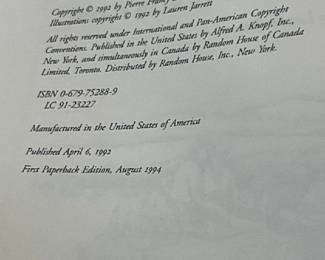 Copyright © 1992 by Pierre Franey
Illustrations copyright © 1992 by Lauren Jarrett
All rights reserved under International and Pan-American Copyright
Conventions. Published in the United States by Alfred A. Knopf, Inc.,
New York, and simultaneously in Canada by Random House of Canada
Limited, Toronto. Distributed by Random House, Inc., New York.
ISBN 0-679-75288-9
LC 91-23227
Manufactured in the United States of America
Published April 6, 1992
First Paperback Edition, August 1994